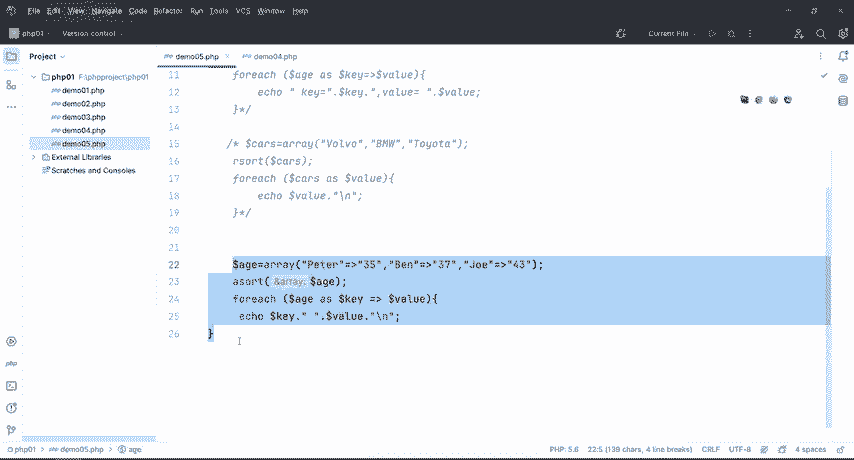 File Edit View Navigate Code Refactor Run Tools VCS Window Help
php01 Version control Current File
Project
demo05.php demo04.php
php01 F:\phpproject\php01
demo01.php
demo02.php
demo03.php
demo04.php
demo05.php
External Libraries
Scratches and Consoles
11 foreach ($age as $key=>$value){
12 echo " key=".$key.",value= ".$value;
13 }*/
14
15 /* $cars=array("Volvo","BMW","Toyota");
16 rsort($cars);
17 foreach ($cars as $value){
18 echo $value."\n";
19 }*/
20
21
22 $age=array("Peter"=>"35","Ben"=>"37","Joe"=>"43");
23 asort( &array: $age);
24 foreach ($age as $key => $value){
25 echo $key." ".$value."\n";
26 }
php
php01 > demo05.php > age PHP: 5.6 22:5 (139 chars, 4 line breaks) CRLF UTF-8 4 spaces